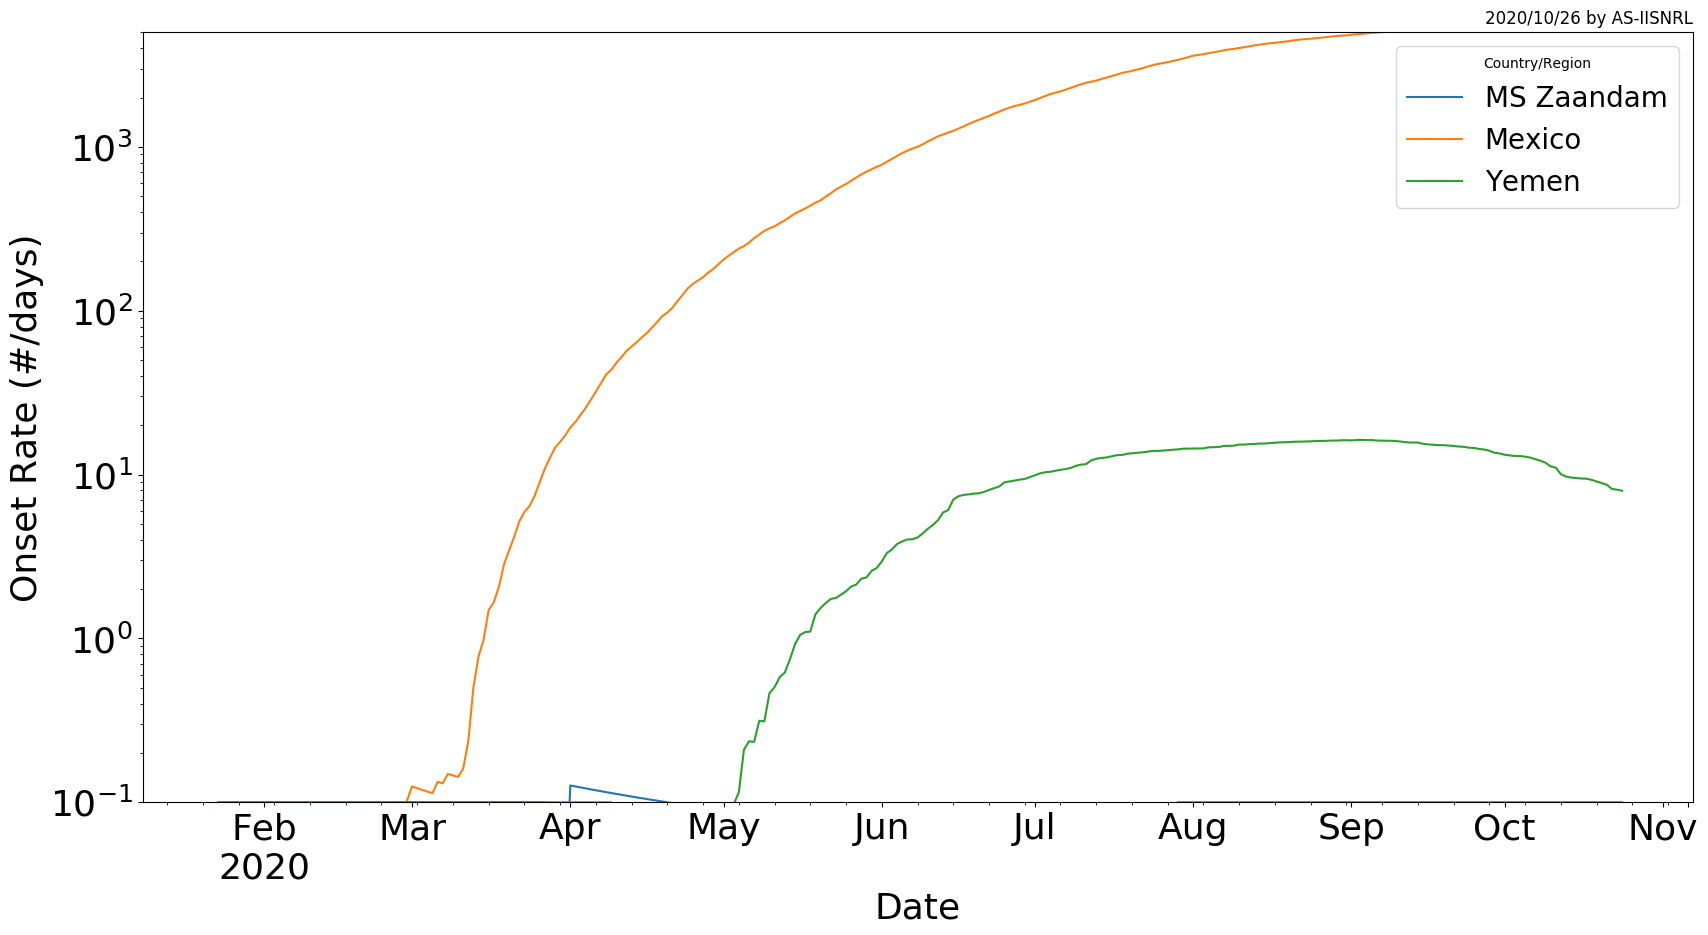 2020/10/26 by AS-IISNRL
Country/Region
MS Zaandam
Mexico
Yemen
Onset Rate (#/days)
10³
10²
10¹
10⁰
10⁻¹
Feb Mar Apr May Jun Jul Aug Sep Oct Nov
2020
Date